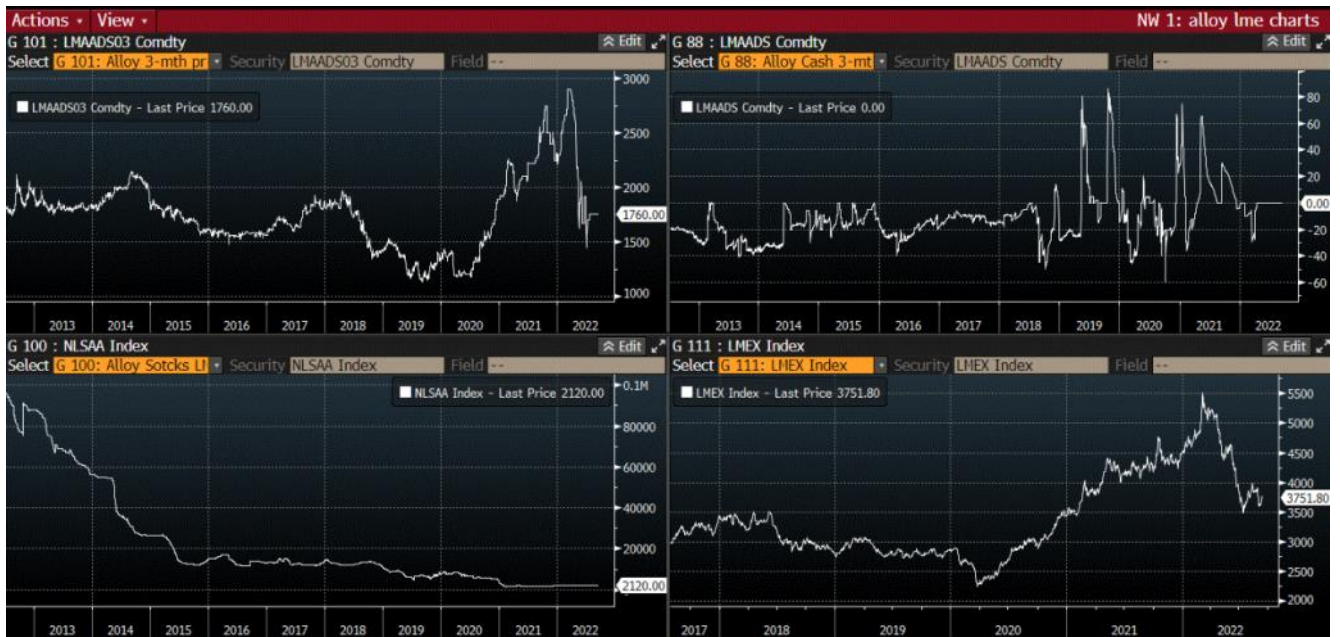 Actions ▾ View ▾ NW 1: alloy lme charts
G 101 : LMAADS03 Comdty Edit
Select G 101: Alloy 3-mth pr Security LMAADS03 Comdty Field --
LMAADS03 Comdty - Last Price 1760.00
3000
2500
2000
1760.00
1500
1000
2013 2014 2015 2016 2017 2018 2019 2020 2021 2022
G 88 : LMAADS Comdty Edit
Select G 88: Alloy Cash 3-mt Security LMAADS Comdty Field --
LMAADS Comdty - Last Price 0.00
80
60
40
20
0.00
-20
-40
-60
2013 2014 2015 2016 2017 2018 2019 2020 2021 2022
G 100 : NLSAA Index Edit
Select G 100: Alloy Sotcks LM Security NLSAA Index Field --
NLSAA Index - Last Price 2120.00
0.1M
80000
60000
40000
20000
2120.00
2013 2014 2015 2016 2017 2018 2019 2020 2021 2022
G 111 : LMEX Index Edit
Select G 111: LMEX Index Security LMEX Index Field --
LMEX Index - Last Price 3751.80
5500
5000
4500
4000
3751.80
3500
3000
2500
2000
2017 2018 2019 2020 2021 2022